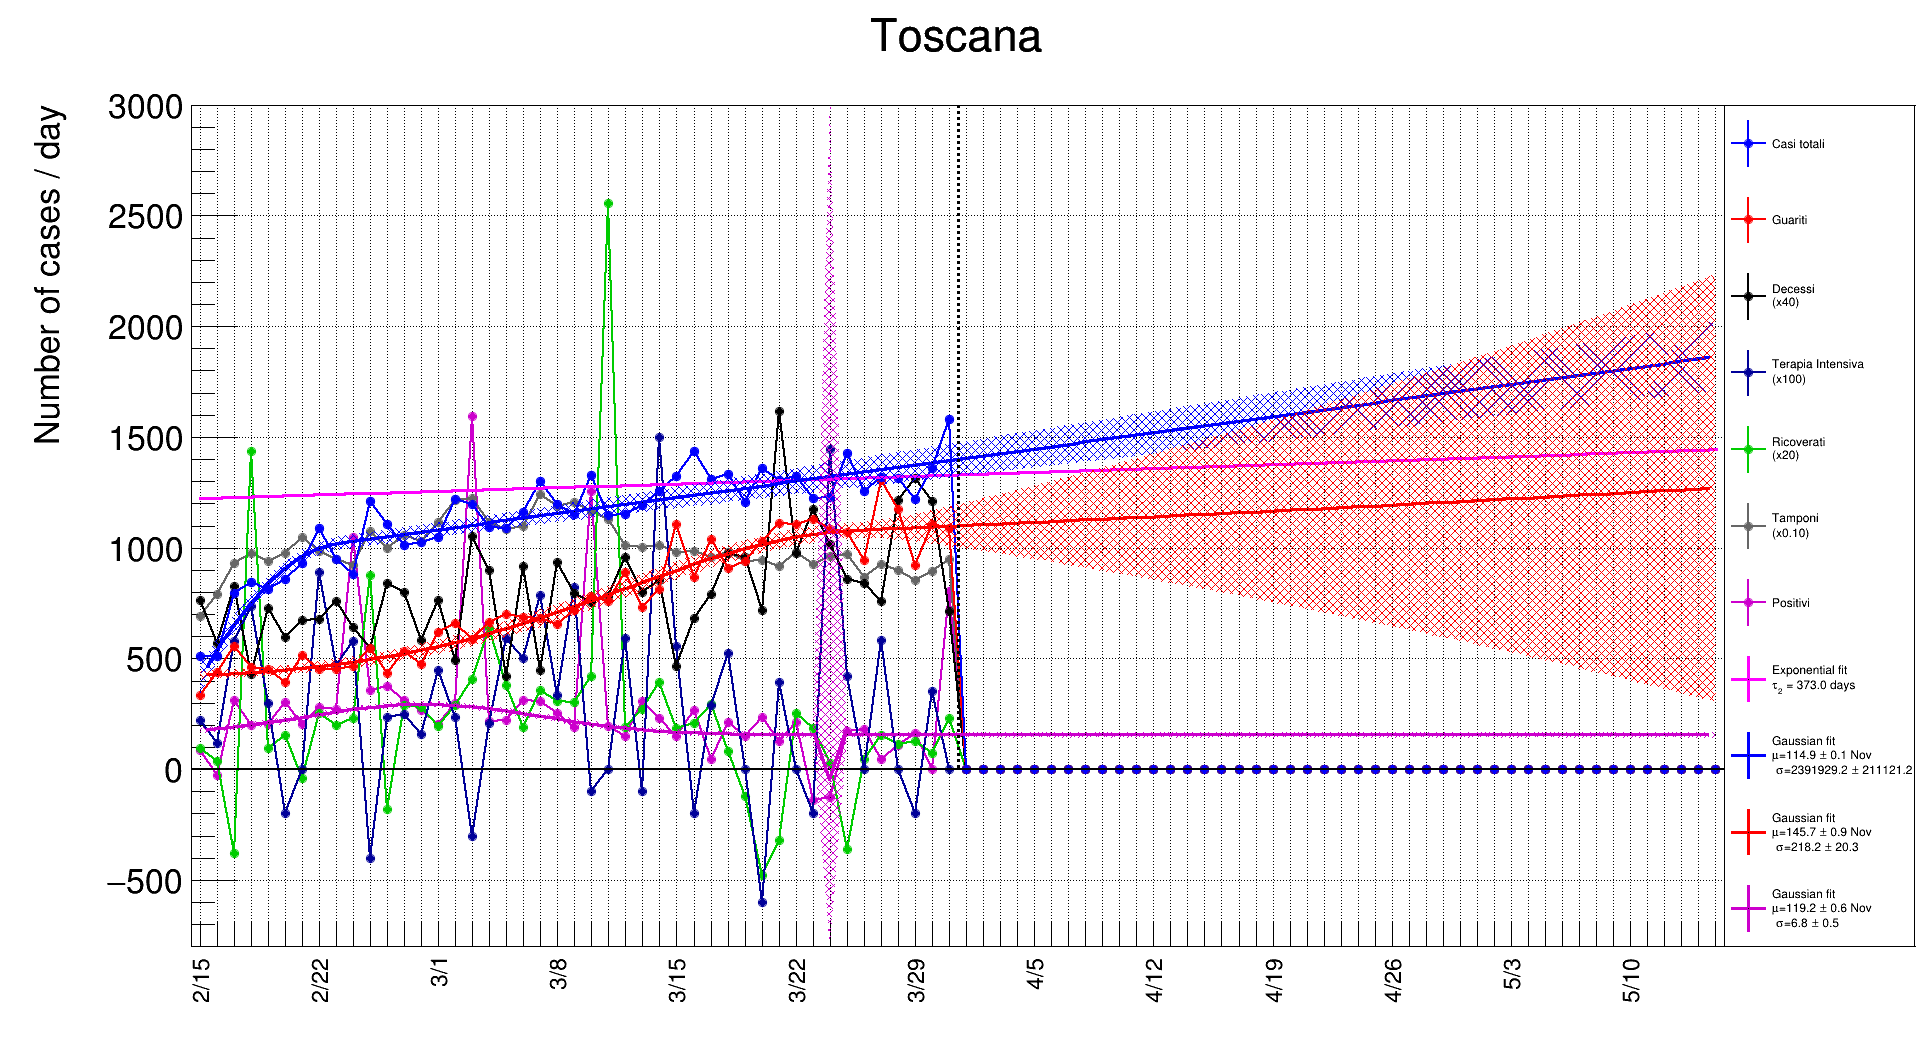 Toscana
Number of cases / day
3000
2500
2000
1500
1000
500
0
−500
2/15
2/22
3/1
3/8
3/15
3/22
3/29
4/5
4/12
4/19
4/26
5/3
5/10
Casi totali
Guariti
Decessi
(x40)
Terapia Intensiva
(x100)
Ricoverati
(x20)
Tamponi
(x0.10)
Positivi
Exponential fit
τ₂ = 373.0 days
Gaussian fit
μ=114.9 ± 0.1 Nov
σ=2391929.2 ± 211121.2
Gaussian fit
μ=145.7 ± 0.9 Nov
σ=218.2 ± 20.3
Gaussian fit
μ=119.2 ± 0.6 Nov
σ=6.8 ± 0.5